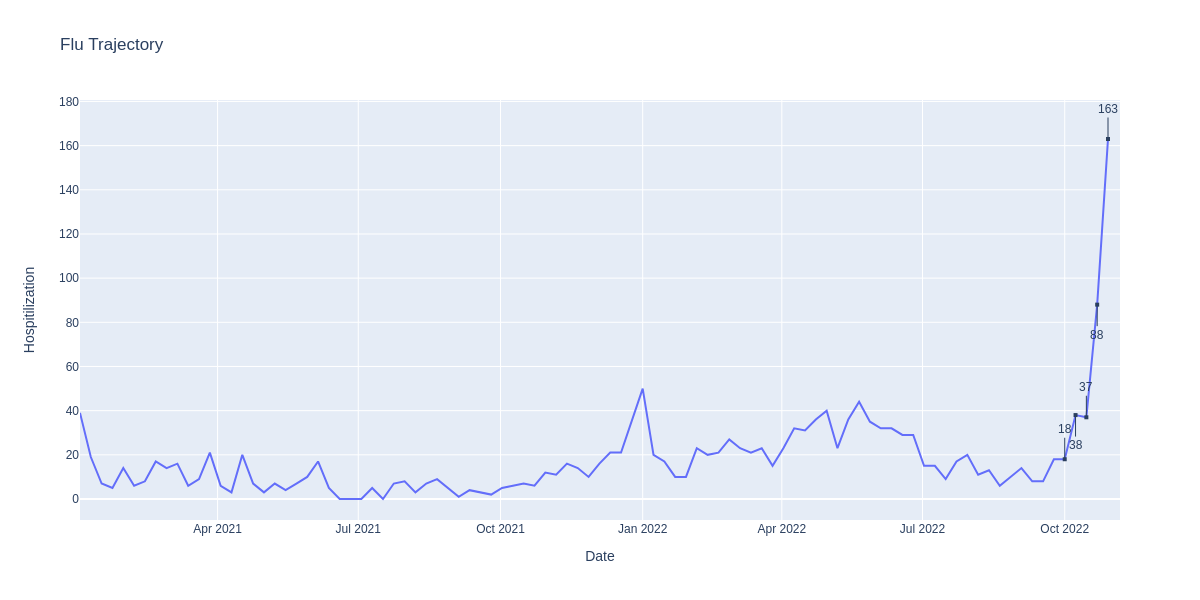 Flu Trajectory
Hospitilization
180
160
140
120
100
80
60
40
20
0
163
88
37
18
38
Apr 2021
Jul 2021
Oct 2021
Jan 2022
Apr 2022
Jul 2022
Oct 2022
Date